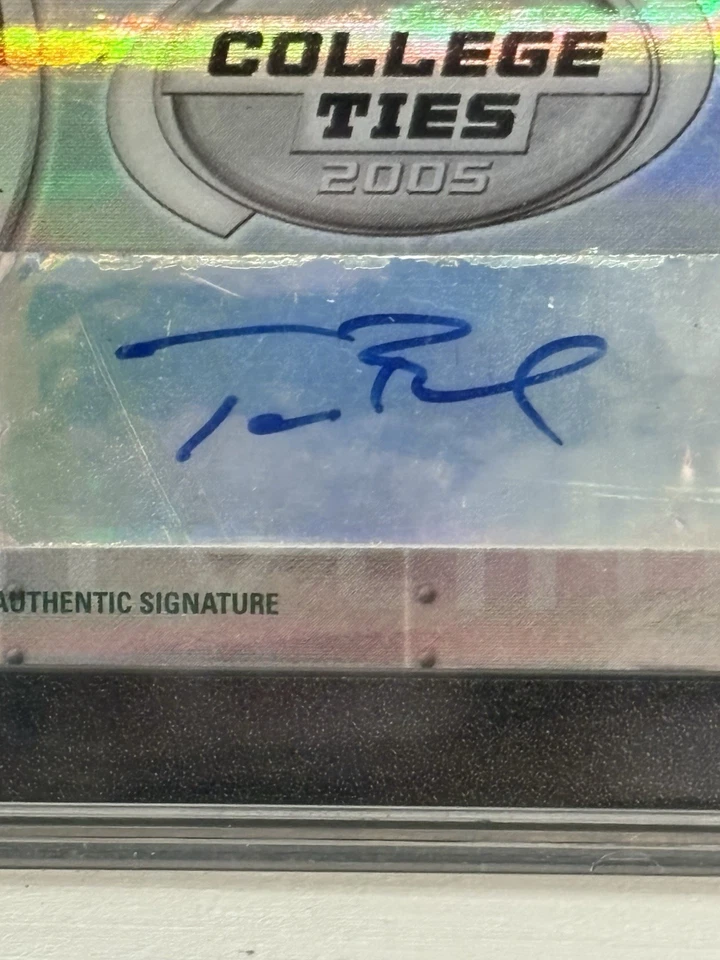 COLLEGE
TIES
2005
AUTHENTIC SIGNATURE